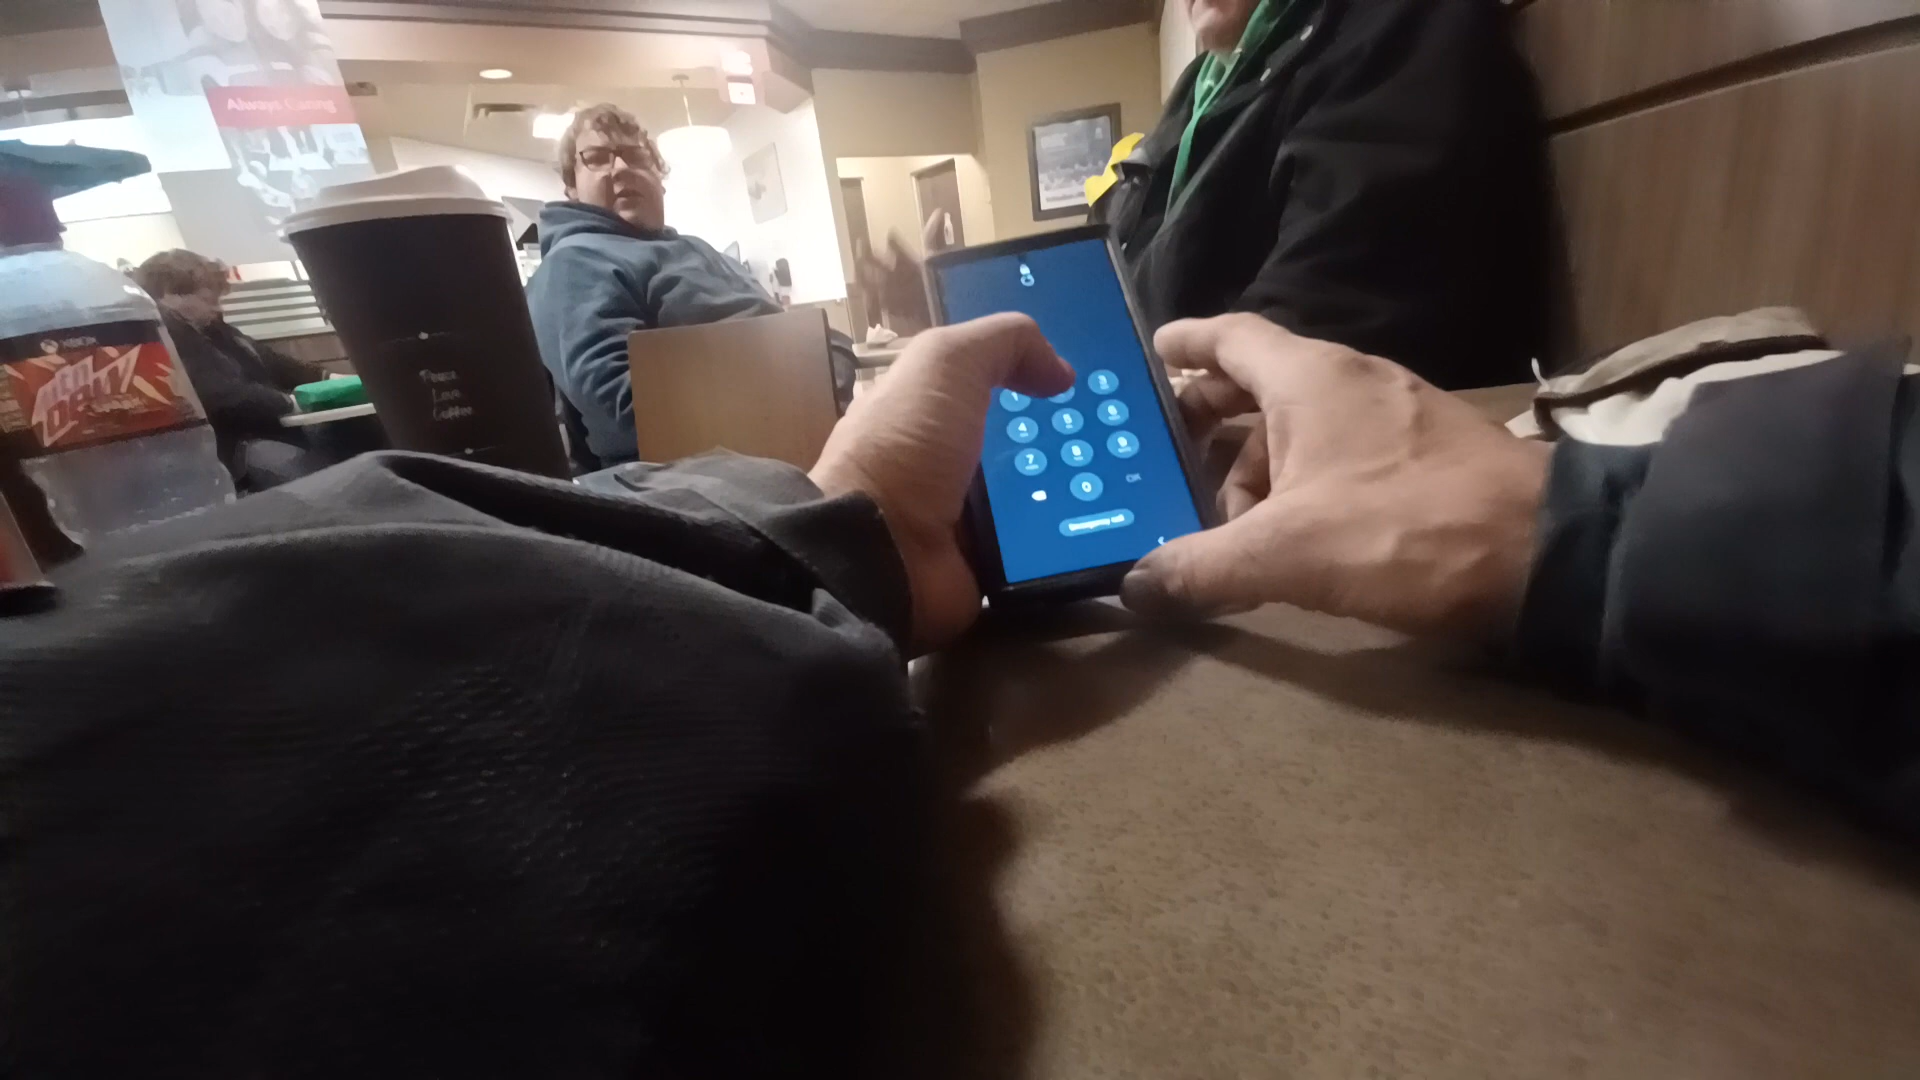 Always Caring
XBOX
MTN
DEW
Peace
Love
Coffee
1
3
4
5
6
7
8
9
0
OK
Emergency call